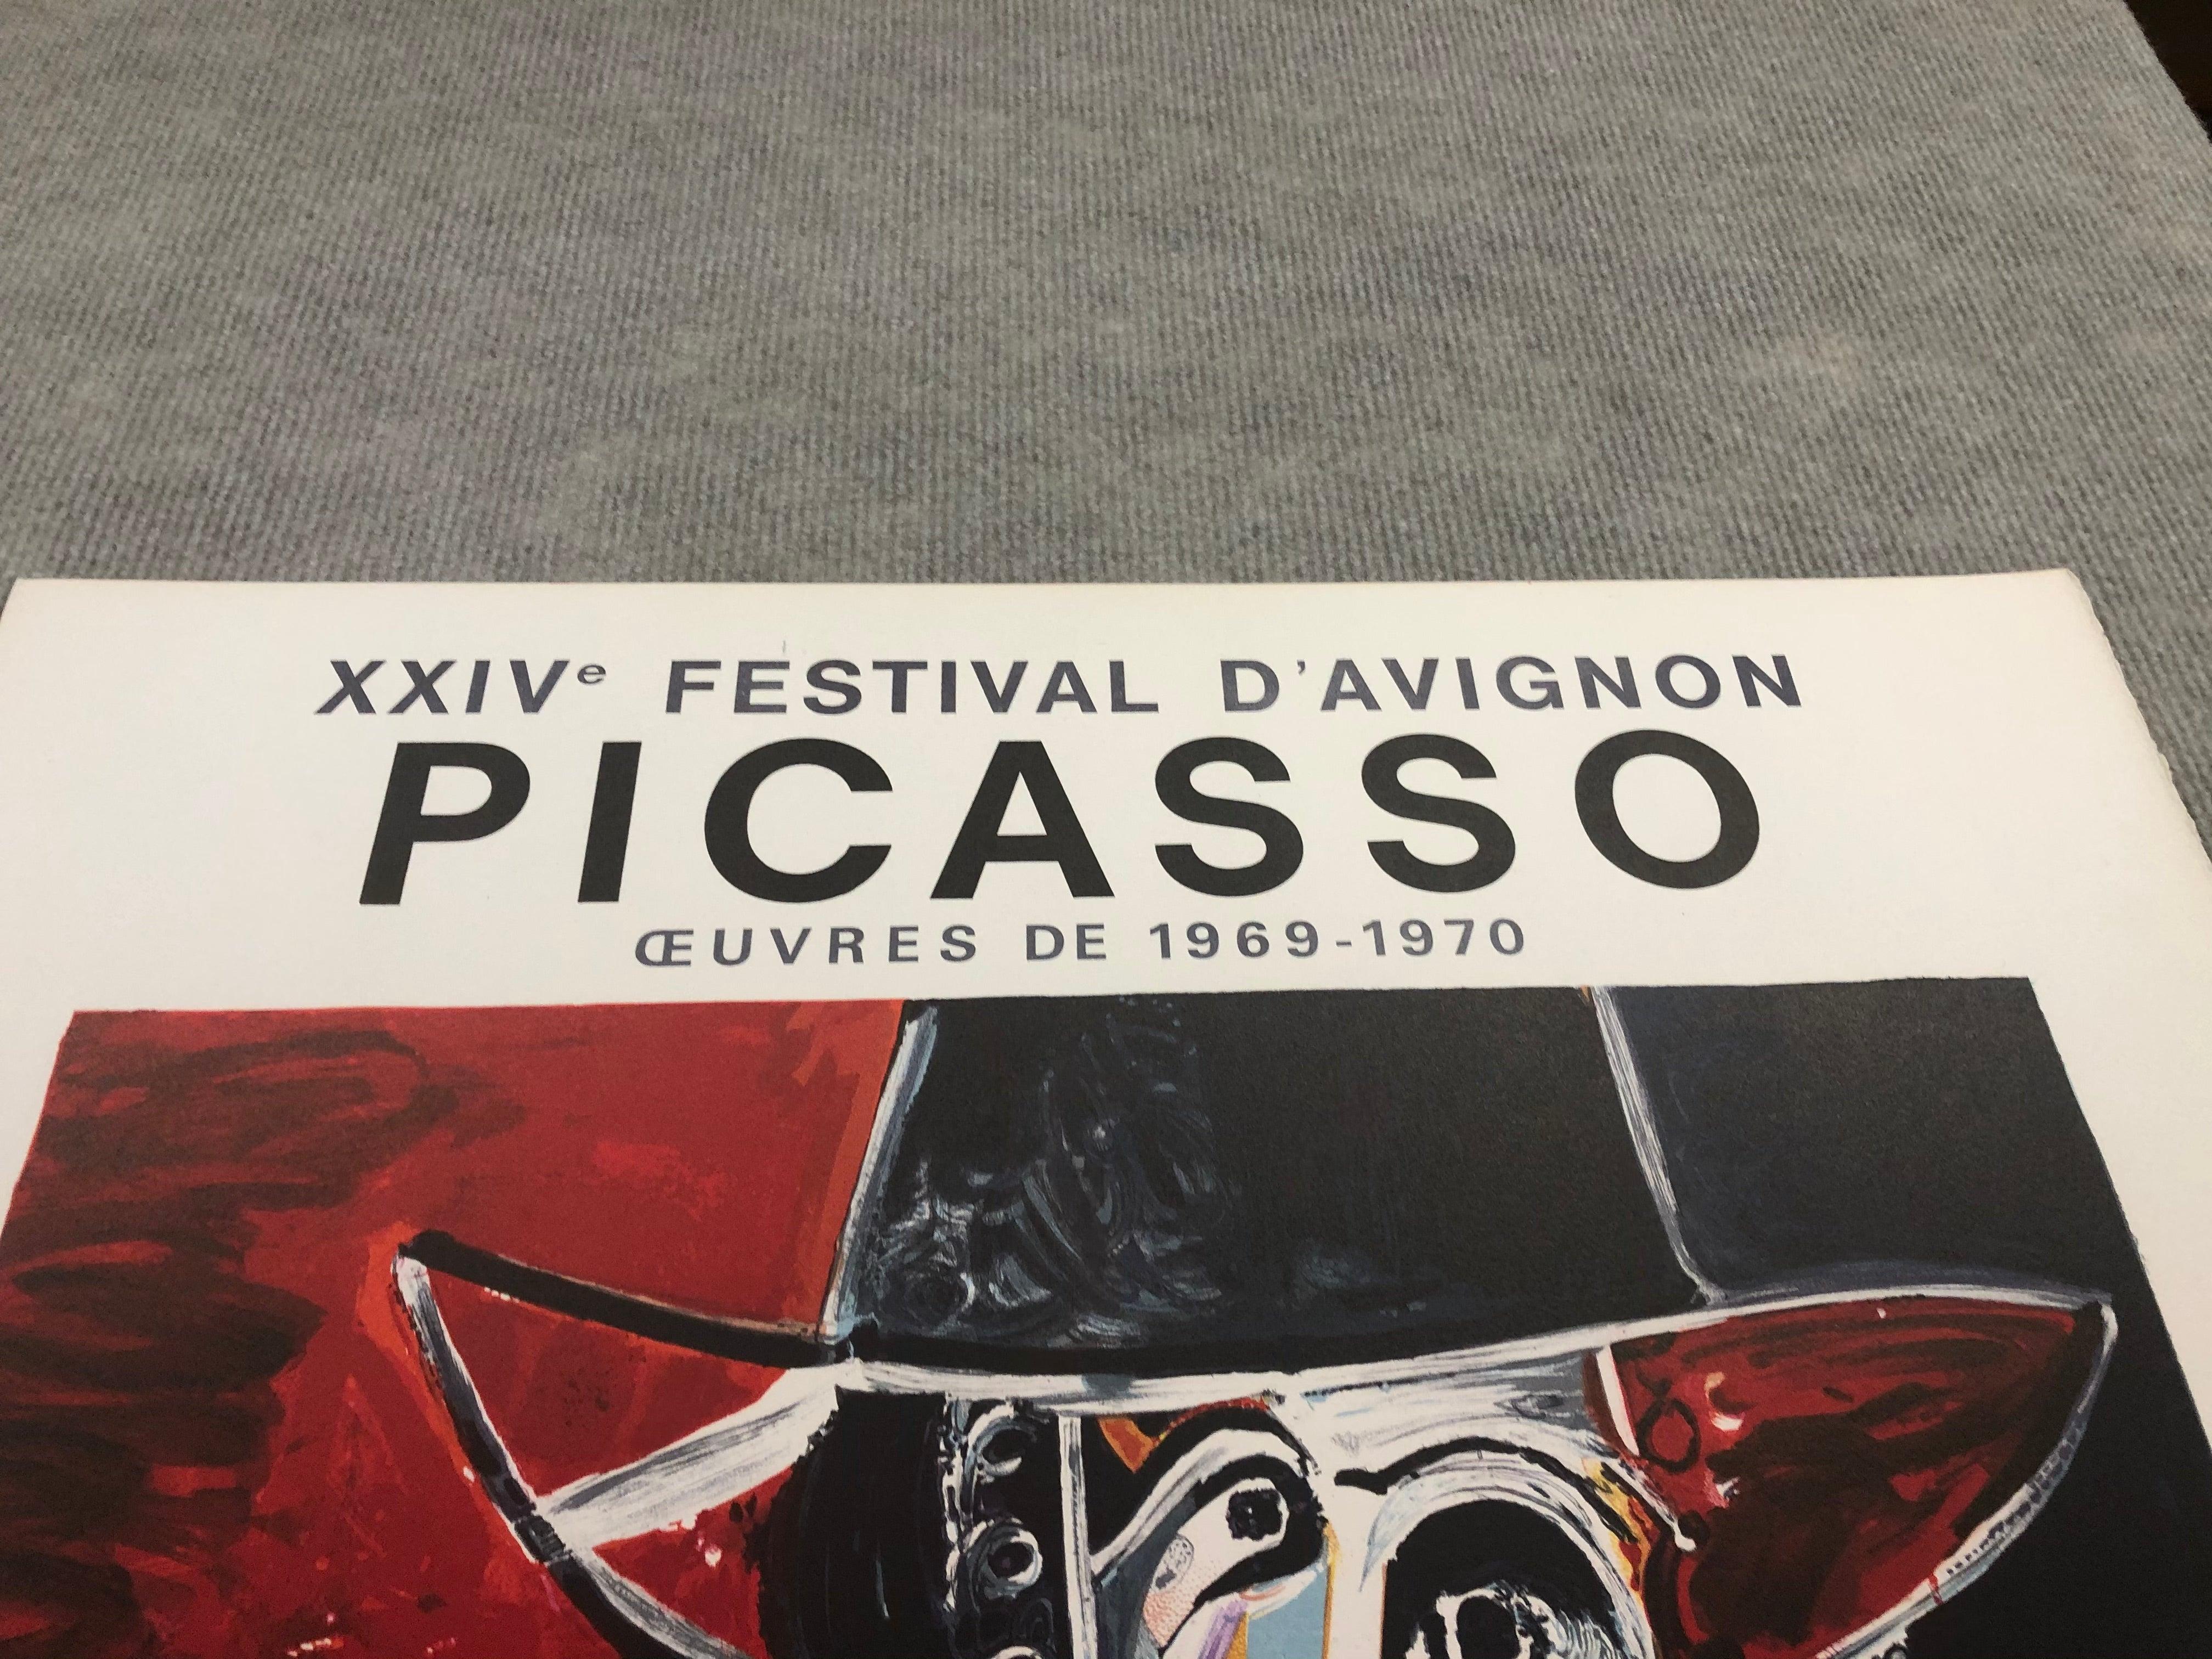 XXIVe FESTIVAL D'AVIGNON
PICASSO
ŒUVRES DE 1969-1970